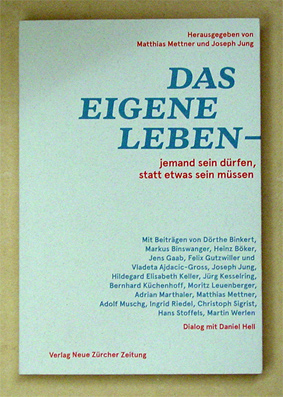 Herausgegeben von
Matthias Mettner und Joseph Jung
DAS
EIGENE
LEBEN–
jemand sein dürfen,
statt etwas sein müssen
Mit Beiträgen von Dörthe Binkert,
Markus Binswanger, Heinz Böker,
Jens Gaab, Felix Gutzwiller und
Vladeta Ajdacic-Gross, Joseph Jung,
Hildegard Elisabeth Keller, Jürg Kesselring,
Bernhard Küchenhoff, Moritz Leuenberger,
Adrian Marthaler, Matthias Mettner,
Adolf Muschg, Ingrid Riedel, Christoph Sigrist,
Hans Stoffels, Martin Werlen
Dialog mit Daniel Hell
Verlag Neue Zürcher Zeitung